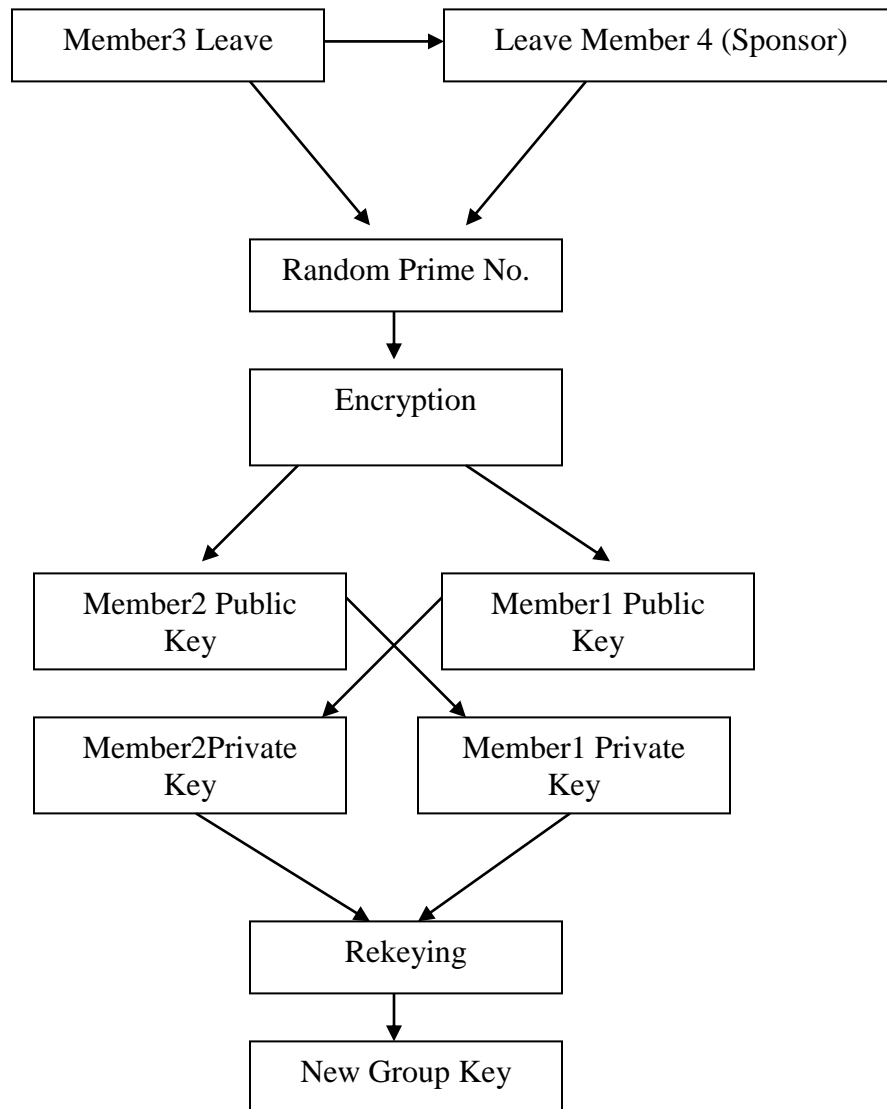 Member3 Leave
Leave Member 4 (Sponsor)
Random Prime No.
Encryption
Member2 Public
Key
Member1 Public
Key
Member2Private
Key
Member1 Private
Key
Rekeying
New Group Key